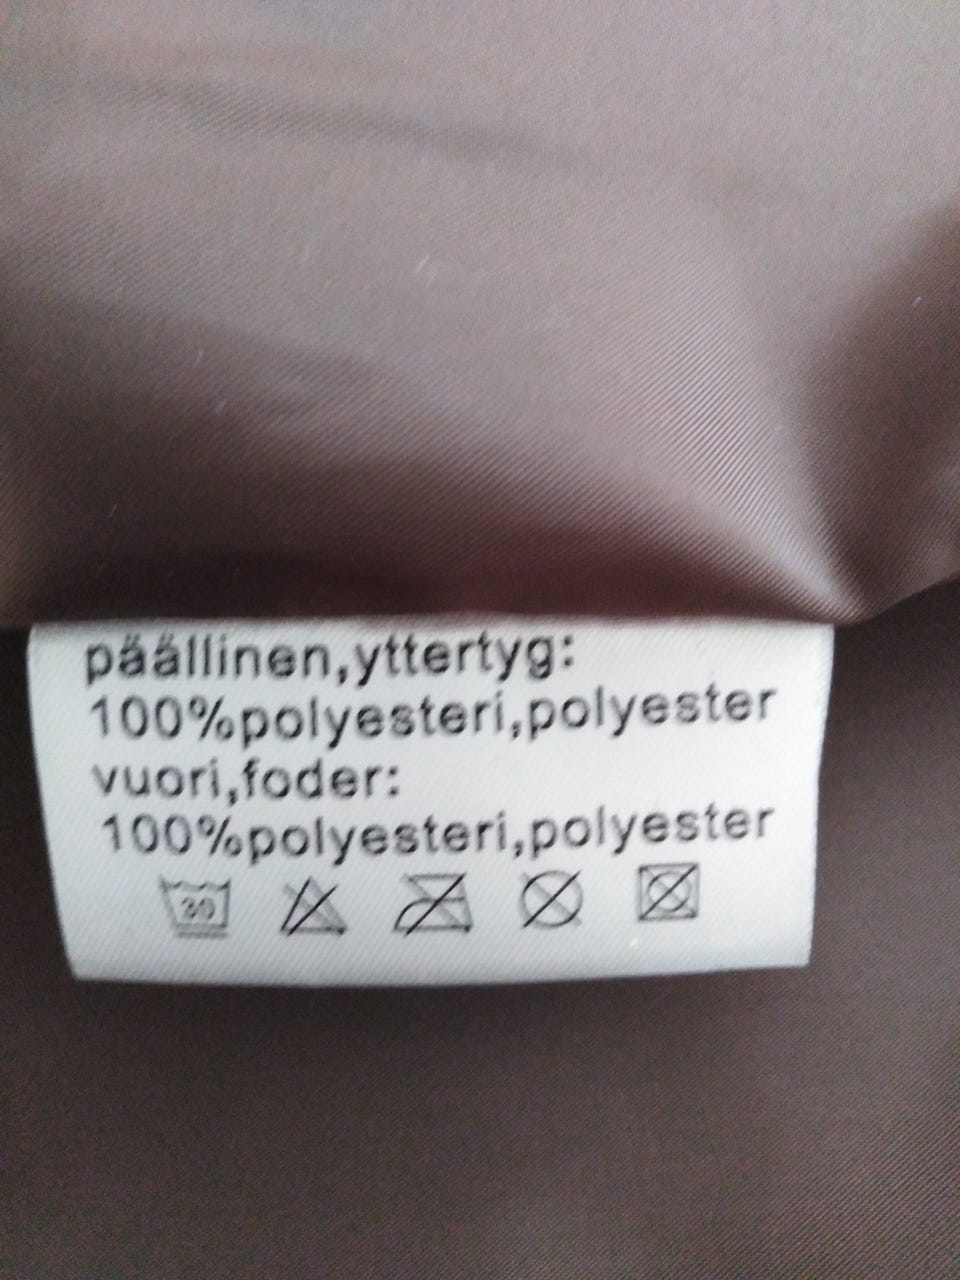 päällinen,yttertyg:
100%polyesteri,polyester
vuori,foder:
100%polyesteri,polyester
30